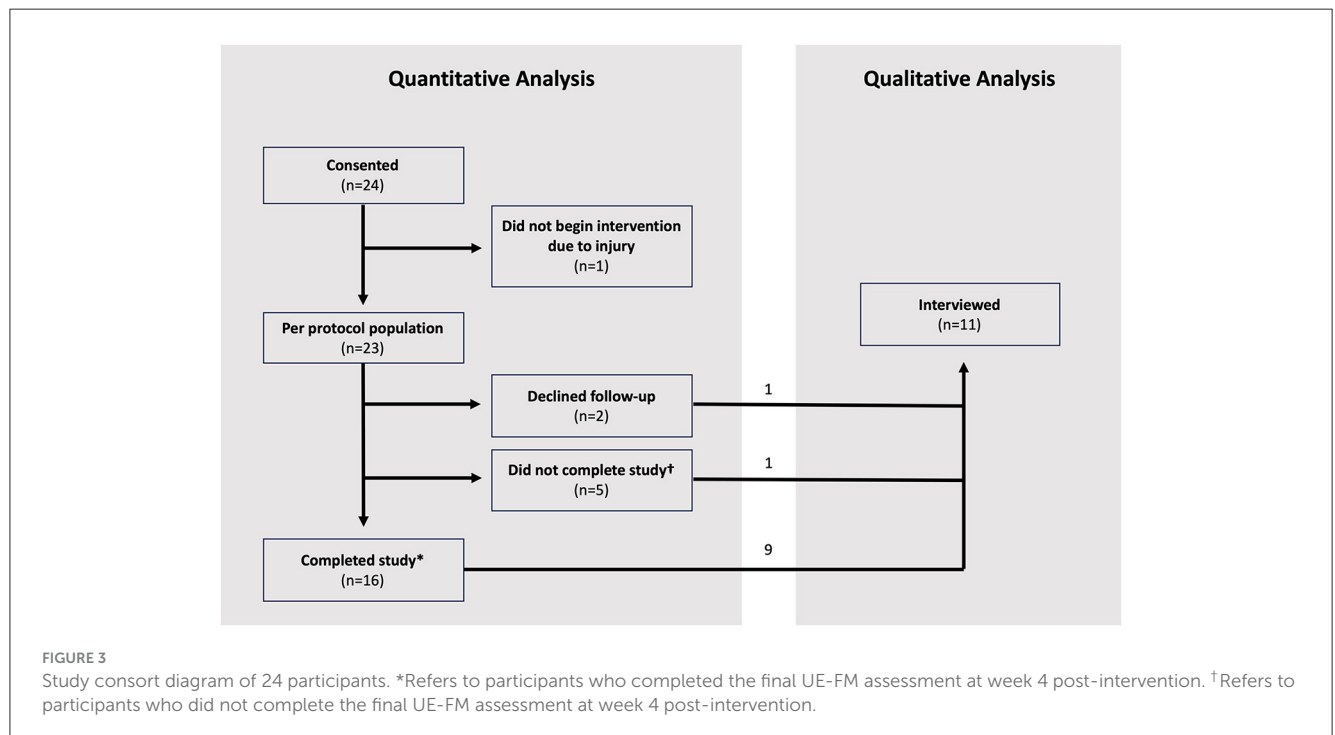 Quantitative Analysis
Qualitative Analysis
Consented
(n=24)
Did not begin intervention
due to injury
(n=1)
Interviewed
(n=11)
Per protocol population
(n=23)
Declined follow-up
(n=2)
1
Did not complete study†
(n=5)
1
Completed study*
(n=16)
9
FIGURE 3
Study consort diagram of 24 participants. *Refers to participants who completed the final UE-FM assessment at week 4 post-intervention. †Refers to
participants who did not complete the final UE-FM assessment at week 4 post-intervention.